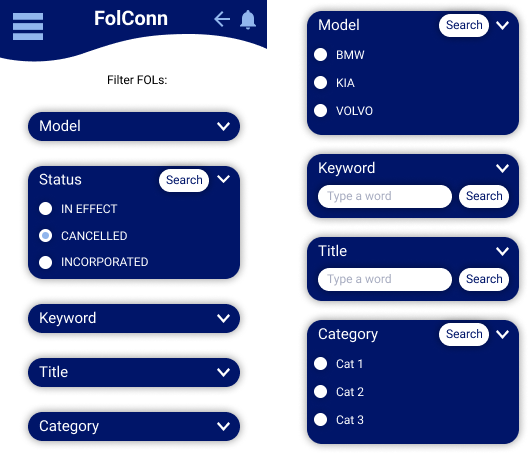 FolConn
Filter FOLs:
Model
Status Search
IN EFFECT
CANCELLED
INCORPORATED
Keyword
Title
Category
Model Search
BMW
KIA
VOLVO
Keyword
Type a word Search
Title
Type a word Search
Category Search
Cat 1
Cat 2
Cat 3